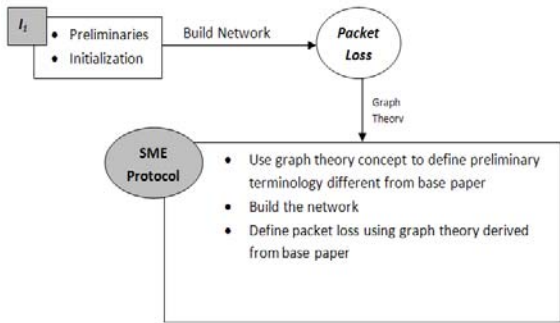 I₁
• Preliminaries
• Initialization
Build Network
Packet
Loss
Graph
Theory
SME
Protocol
• Use graph theory concept to define preliminary
terminology different from base paper
• Build the network
• Define packet loss using graph theory derived
from base paper